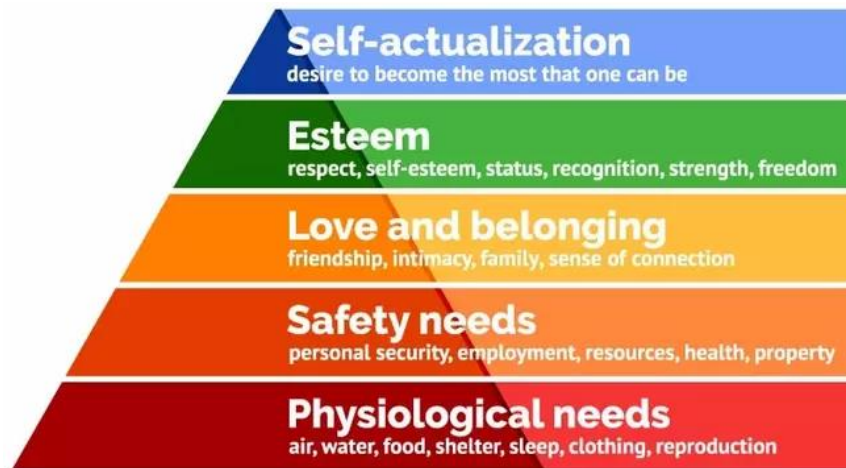 Self-actualization
desire to become the most that one can be
Esteem
respect, self-esteem, status, recognition, strength, freedom
Love and belonging
friendship, intimacy, family, sense of connection
Safety needs
personal security, employment, resources, health, property
Physiological needs
air, water, food, shelter, sleep, clothing, reproduction